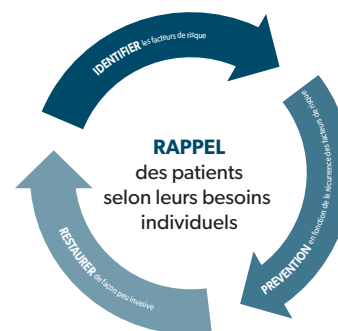 IDENTIFIER les facteurs de risque
PRÉVENTION en fonction de la récurrence des facteurs de risque
RESTAURER de façon peu invasive
RAPPEL
des patients
selon leurs besoins
individuels